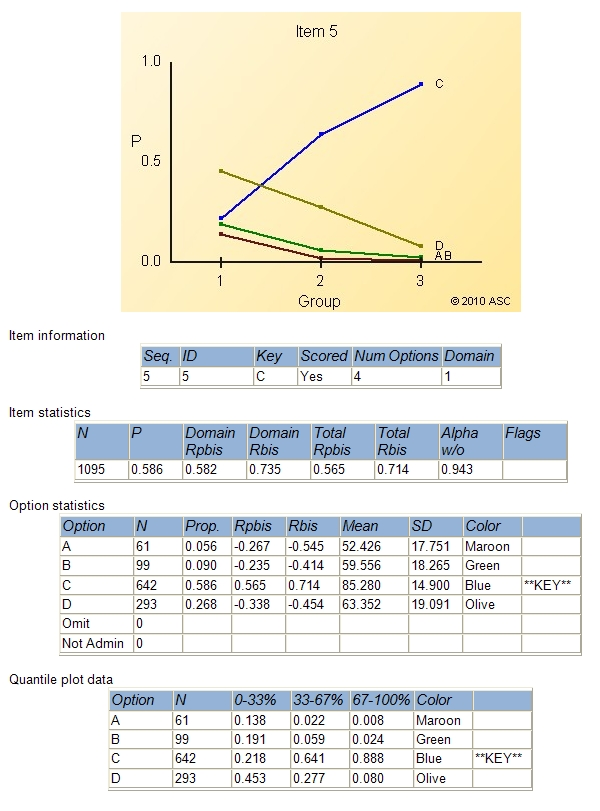 Item 5
1.0
C
P
0.5
D
A B
0.0
1 2 3
Group
© 2010 ASC
Item information
Seq. ID Key Scored Num Options Domain
5 5 C Yes 4 1
Item statistics
N P Domain Rpbis Domain Rbis Total Rpbis Total Rbis Alpha w/o Flags
1095 0.586 0.582 0.735 0.565 0.714 0.943
Option statistics
Option N Prop. Rpbis Rbis Mean SD Color
A 61 0.056 -0.267 -0.545 52.426 17.751 Maroon
B 99 0.090 -0.235 -0.414 59.556 18.265 Green
C 642 0.586 0.565 0.714 85.280 14.900 Blue **KEY**
D 293 0.268 -0.338 -0.454 63.352 19.091 Olive
Omit 0
Not Admin 0
Quantile plot data
Option N 0-33% 33-67% 67-100% Color
A 61 0.138 0.022 0.008 Maroon
B 99 0.191 0.059 0.024 Green
C 642 0.218 0.641 0.888 Blue **KEY**
D 293 0.453 0.277 0.080 Olive